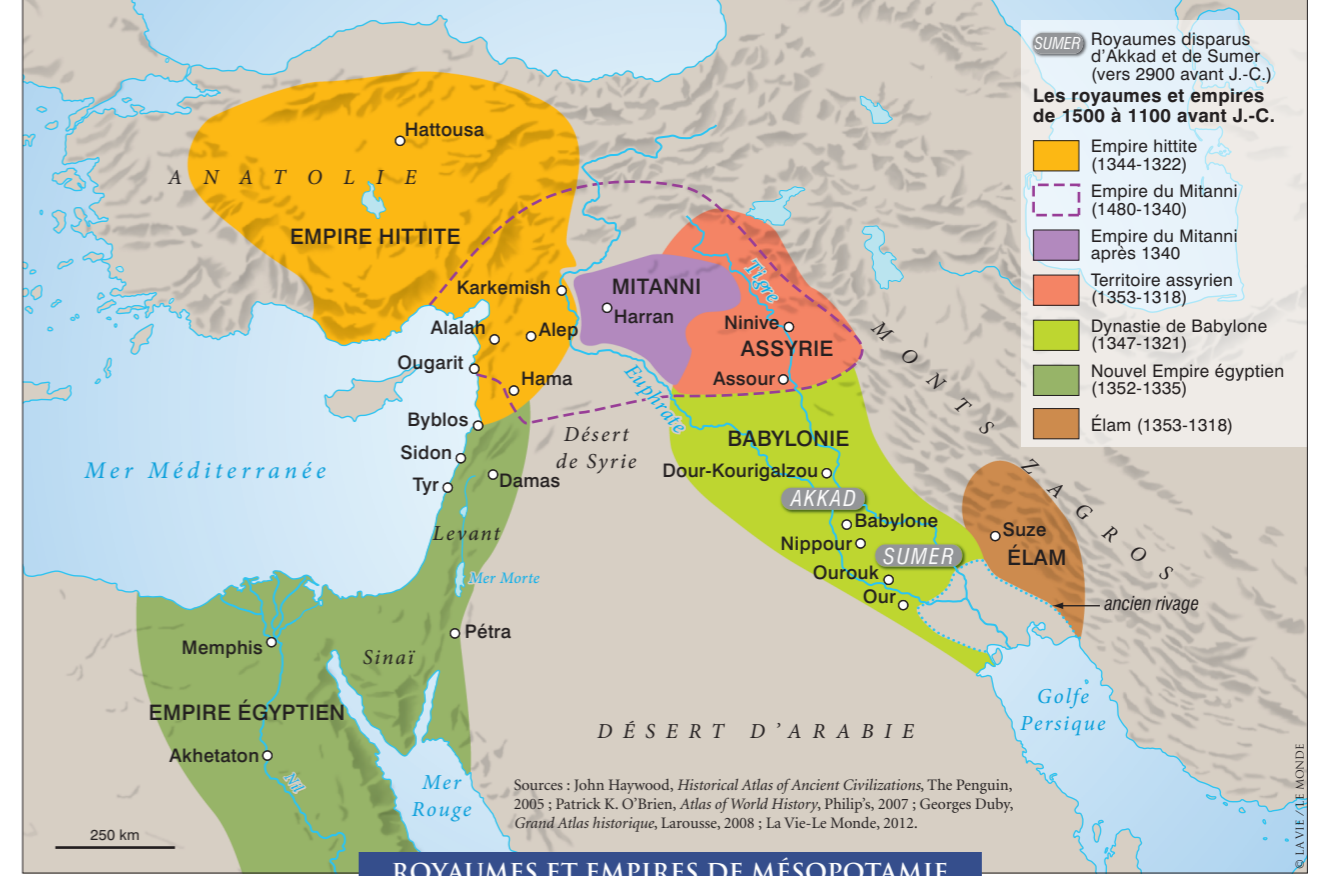 SUMER
Royaumes disparus
d'Akkad et de Sumer
(vers 2900 avant J.-C.)
Les royaumes et empires
de 1500 à 1100 avant J.-C.
Empire hittite
(1344-1322)
Empire du Mitanni
(1480-1340)
Empire du Mitanni
après 1340
Territoire assyrien
(1353-1318)
Dynastie de Babylone
(1347-1321)
Nouvel Empire égyptien
(1352-1335)
Élam (1353-1318)
Hattousa
ANATOLIE
EMPIRE HITTITE
Karkemish
MITANNI
Harran
Tigre
Ninive
ASSYRIE
Assour
Alalah
Alep
Ougarit
Hama
Euphrate
MONTS ZAGROS
Byblos
Désert
de Syrie
Sidon
Mer Méditerranée
Tyr
Damas
Levant
BABYLONIE
Dour-Kourigalzou
AKKAD
Babylone
Nippour
SUMER
Ourouk
Our
Suze
ÉLAM
ancien rivage
Mer Morte
Pétra
Memphis
Sinaï
EMPIRE ÉGYPTIEN
Akhetaton
Nil
Mer
Rouge
DÉSERT D'ARABIE
Golfe
Persique
Sources : John Haywood, Historical Atlas of Ancient Civilizations, The Penguin,
2005 ; Patrick K. O'Brien, Atlas of World History, Philip's, 2007 ; Georges Duby,
Grand Atlas historique, Larousse, 2008 ; La Vie-Le Monde, 2012.
250 km
© LA VIE /LE MONDE
ROYAUMES ET EMPIRES DE MÉSOPOTAMIE